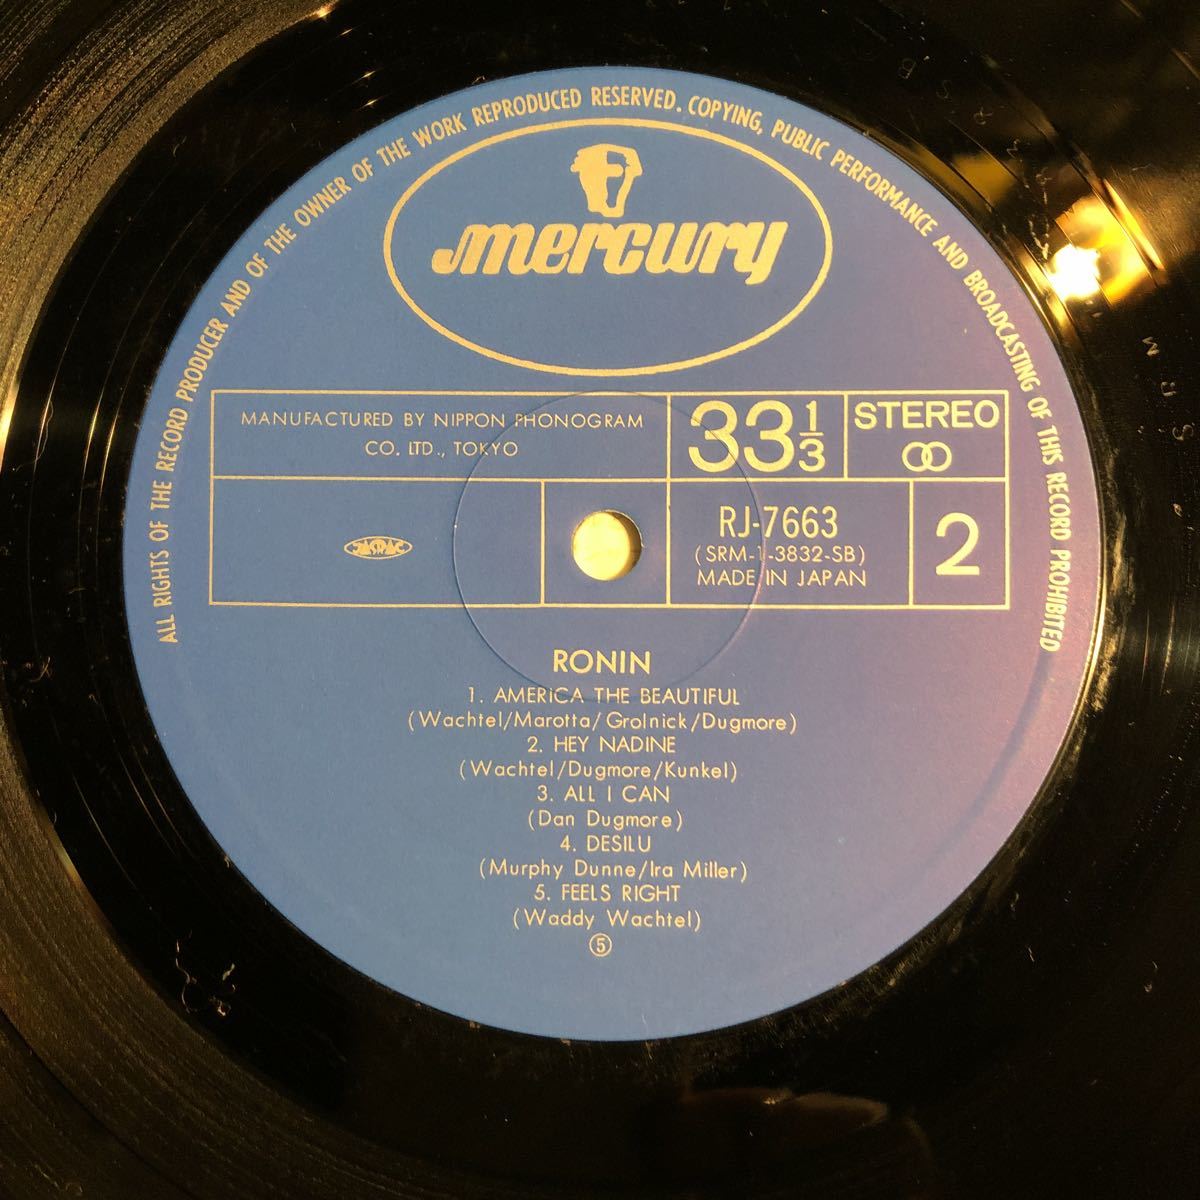 ALL RIGHTS OF THE RECORD PRODUCER AND OF THE OWNER OF THE WORK REPRODUCED RESERVED. COPYING, PUBLIC PERFORMANCE AND BROADCASTING OF THIS RECORD PROHIBITED
mercury
MANUFACTURED BY NIPPON PHONOGRAM
CO. LTD., TOKYO
33 1/3
STEREO
JASRAC
RJ-7663
(SRM-1-3832-SB)
MADE IN JAPAN
2
RONIN
1. AMERICA THE BEAUTIFUL
(Wachtel/Marotta/Grolnick/Dugmore)
2. HEY NADINE
(Wachtel/Dugmore/Kunkel)
3. ALL I CAN
(Dan Dugmore)
4. DESILU
(Murphy Dunne/Ira Miller)
5. FEELS RIGHT
(Waddy Wachtel)
⑤